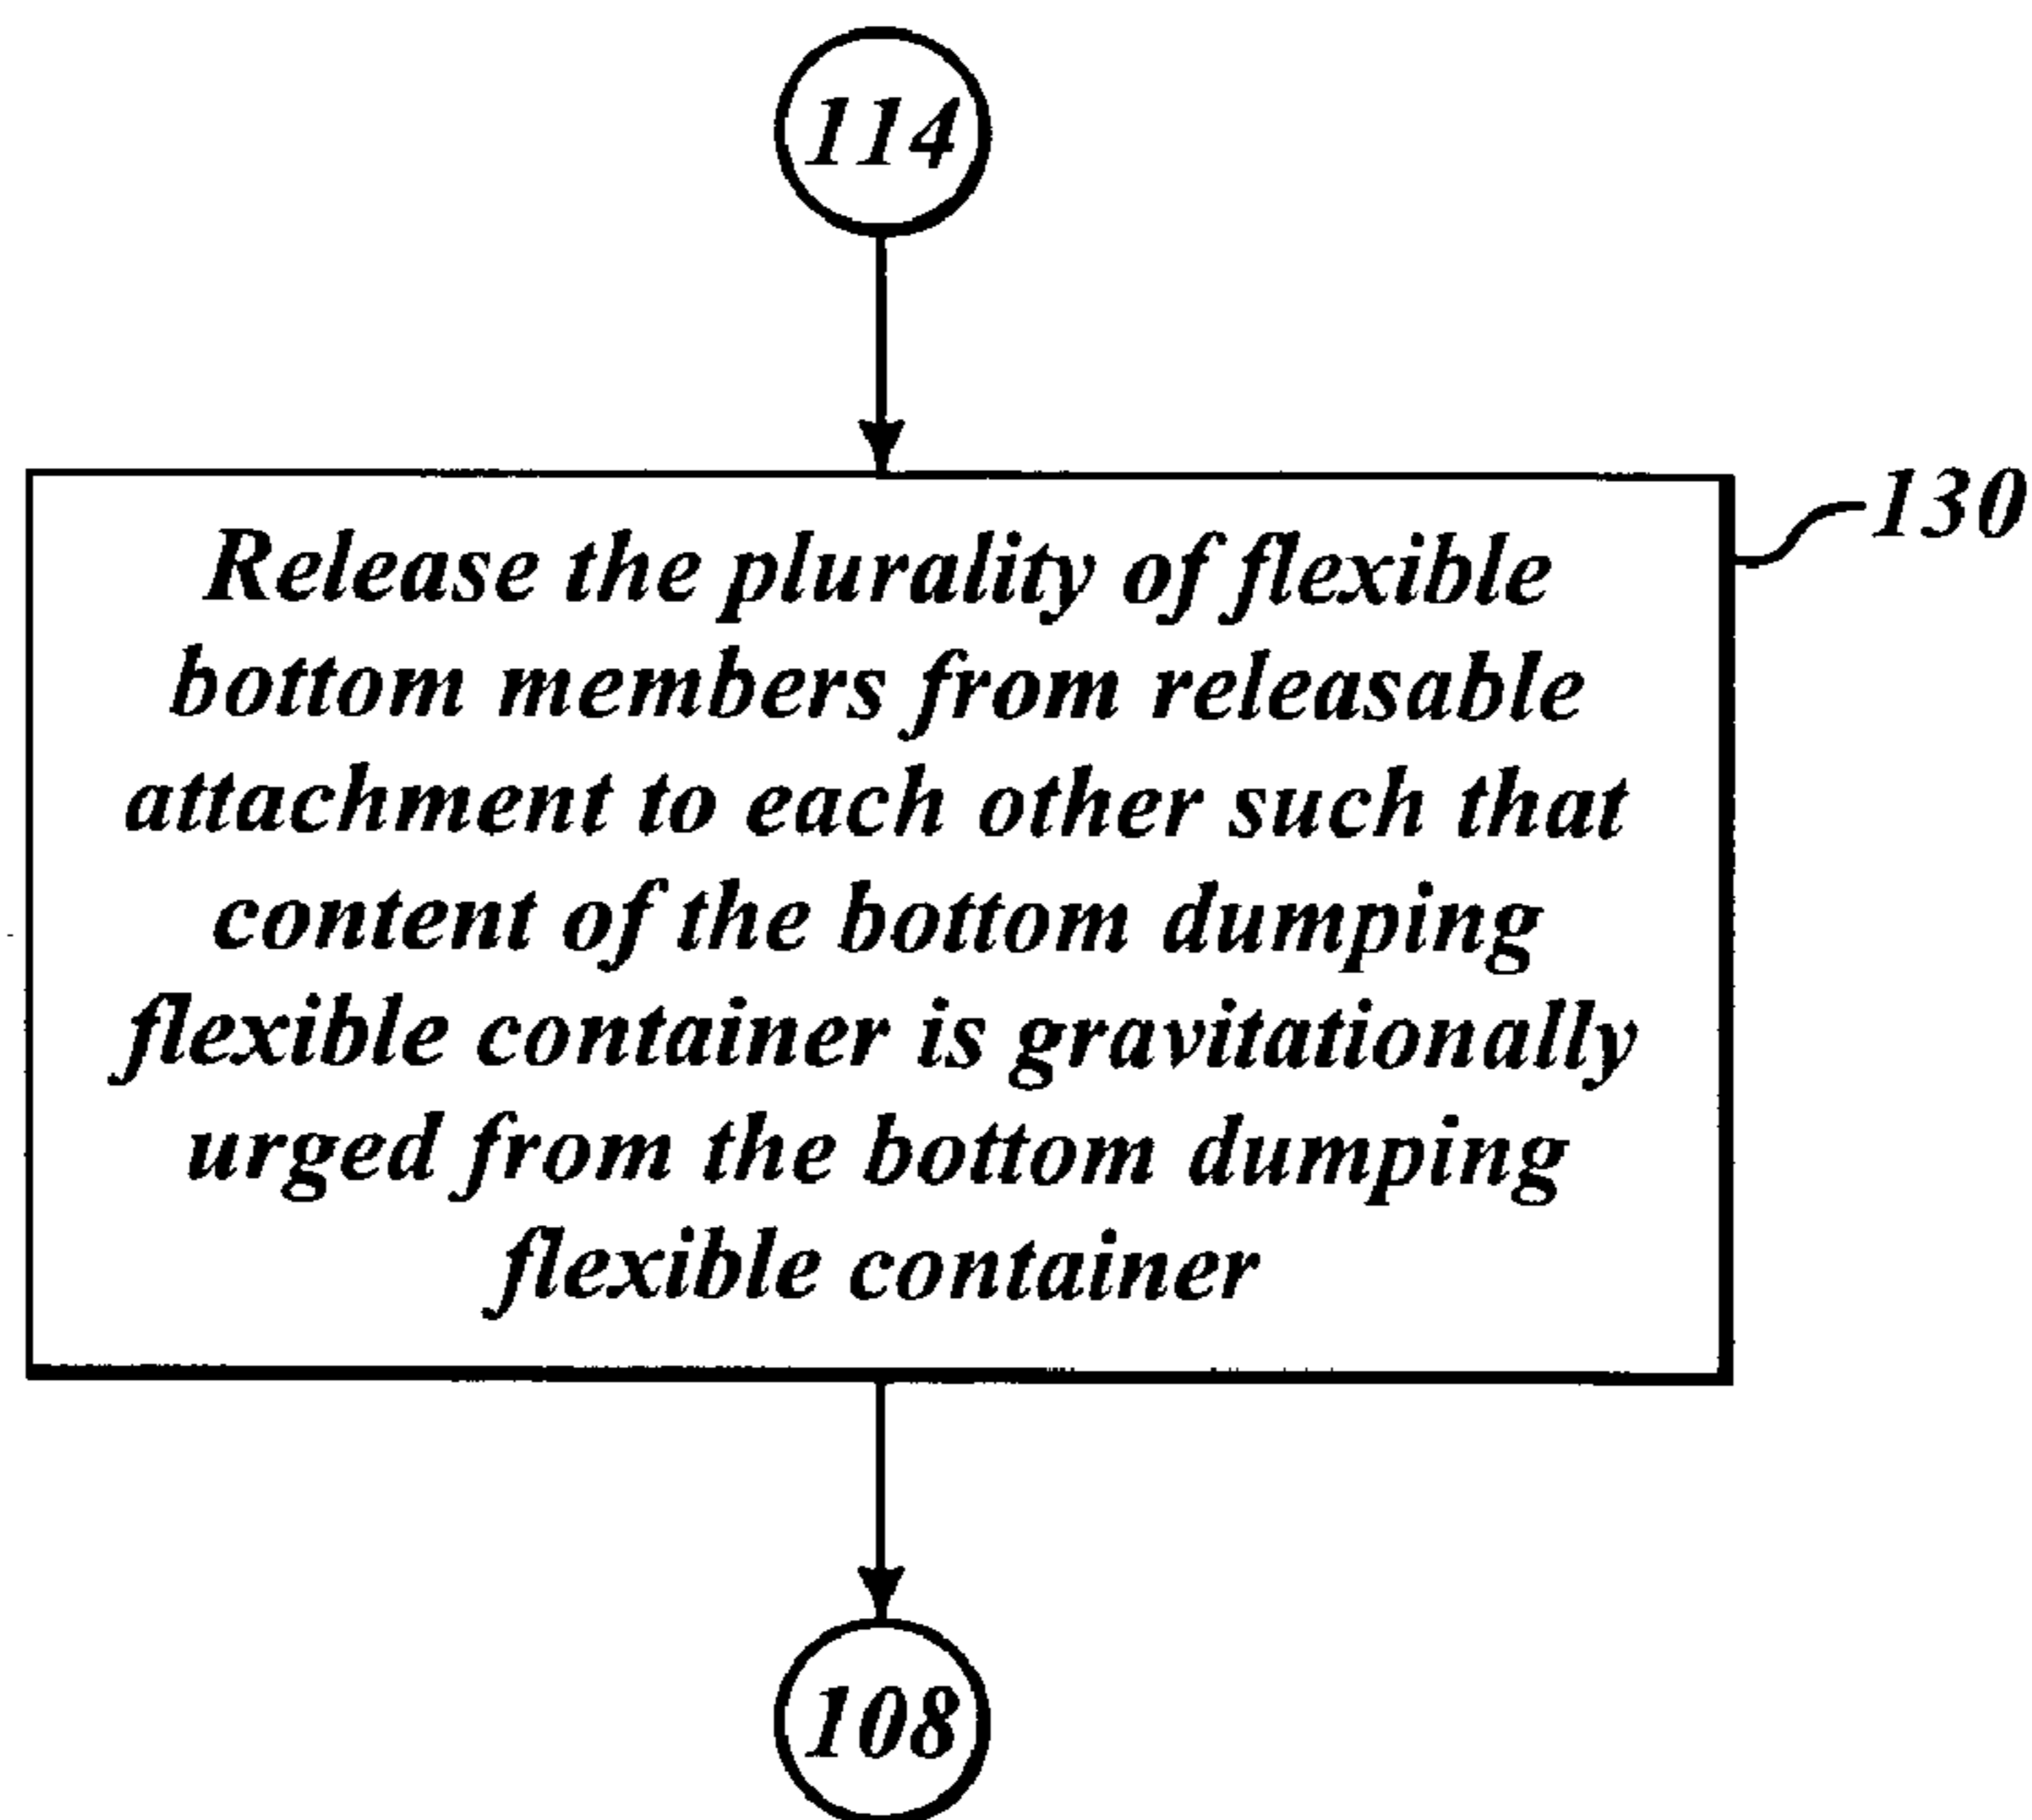 114
130
Release the plurality of flexible
bottom members from releasable
attachment to each other such that
content of the bottom dumping
flexible container is gravitationally
urged from the bottom dumping
flexible container
108